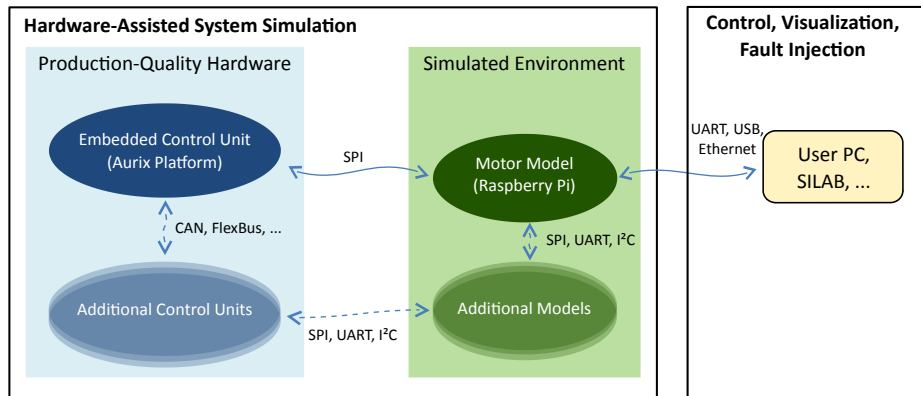 Hardware-Assisted System Simulation
Production-Quality Hardware
Embedded Control Unit
(Aurix Platform)
CAN, FlexBus, ...
Additional Control Units
SPI
SPI, UART, I²C
Simulated Environment
Motor Model
(Raspberry Pi)
SPI, UART, I²C
Additional Models
Control, Visualization,
Fault Injection
UART, USB,
Ethernet
User PC,
SILAB, ...